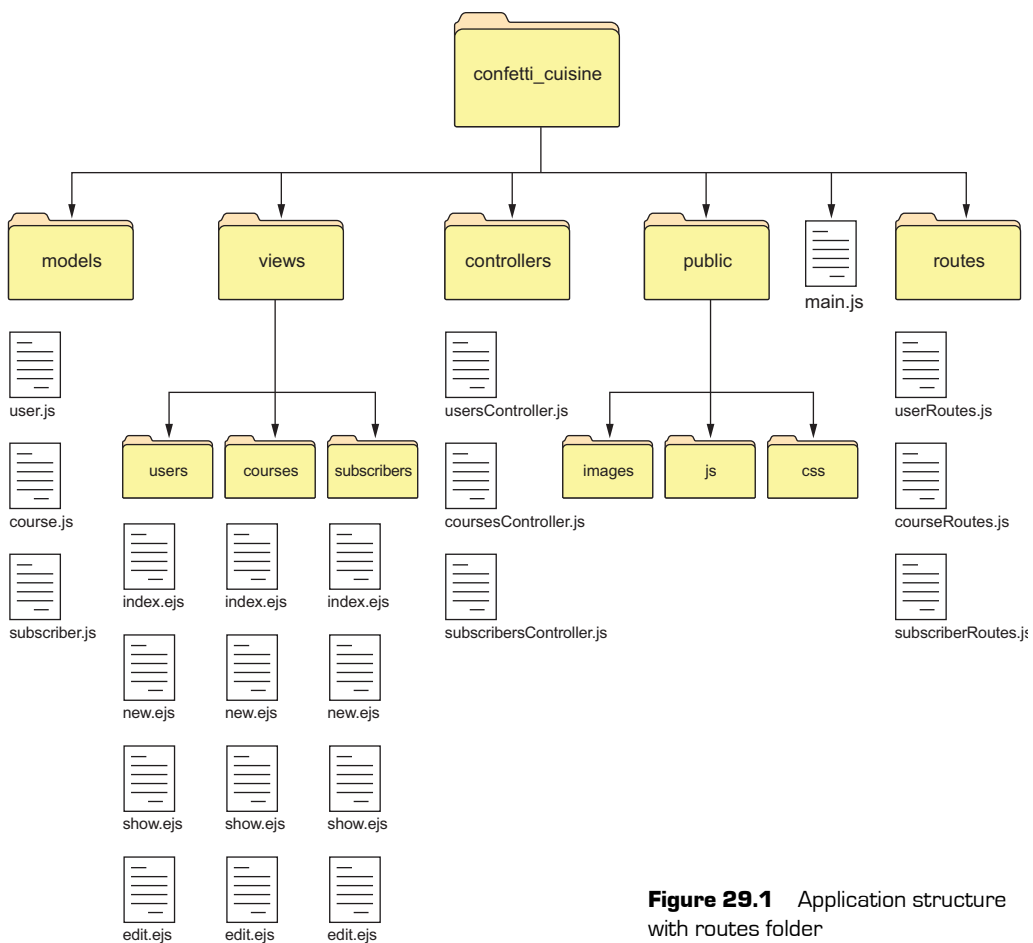 confetti_cuisine
models
views
controllers
public
main.js
routes
user.js
usersController.js
userRoutes.js
users
courses
subscribers
images
js
css
course.js
coursesController.js
courseRoutes.js
index.ejs
index.ejs
index.ejs
subscriber.js
subscribersController.js
subscriberRoutes.js
new.ejs
new.ejs
new.ejs
show.ejs
show.ejs
show.ejs
edit.ejs
edit.ejs
edit.ejs
Figure 29.1 Application structure
with routes folder